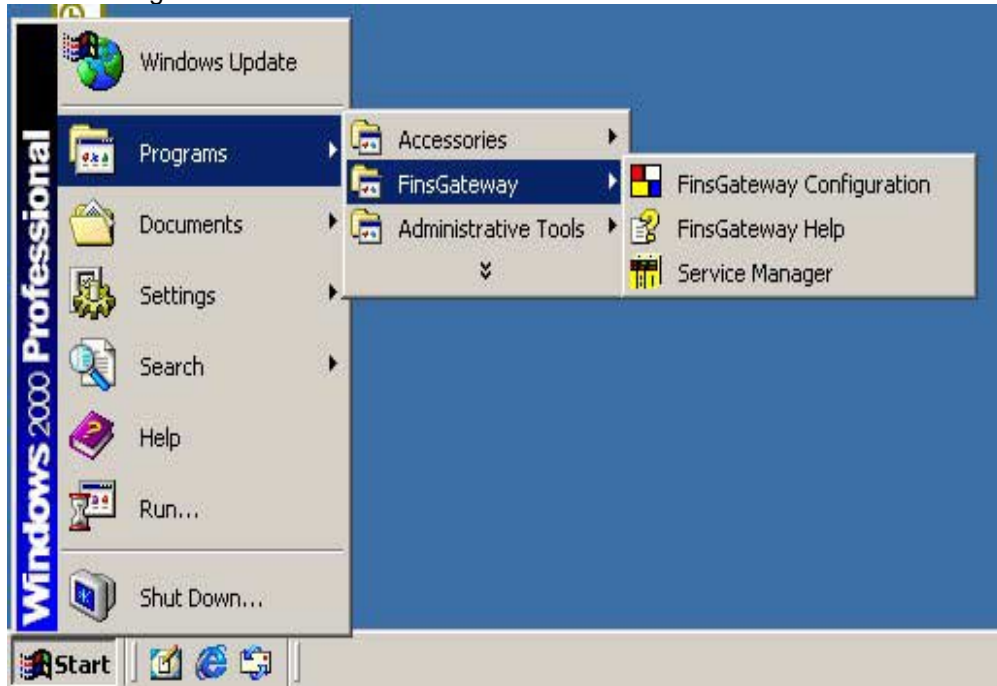 Windows 2000 Professional
Windows Update
Programs
Documents
Settings
Search
Help
Run...
Shut Down...
Accessories
FinsGateway
Administrative Tools
FinsGateway Configuration
FinsGateway Help
Service Manager
Start